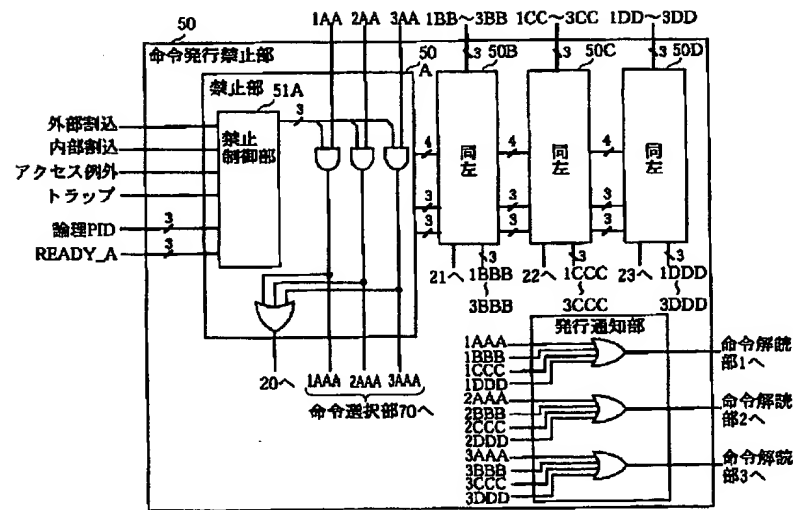 50
1AA 2AA 3AA 1BB～3BB 1CC～3CC 1DD～3DD
命令発行禁止部
50A
3 50B
3 50C
3 50D
禁止部
51A
3
外部割込
内部割込
アクセス例外
トラップ
論理PID 3
READY_A 3
禁止制御部
4
3
3
同左
4
3
3
同左
4
3
3
同左
21へ
3
1BBB～3BBB
22へ
3
1CCC～3CCC
23へ
3
1DDD～3DDD
20へ
1AAA 2AAA 3AAA
命令選択部70へ
発行通知部
1AAA
1BBB
1CCC
1DDD
命令解読部1へ
2AAA
2BBB
2CCC
2DDD
命令解読部2へ
3AAA
3BBB
3CCC
3DDD
命令解読部3へ